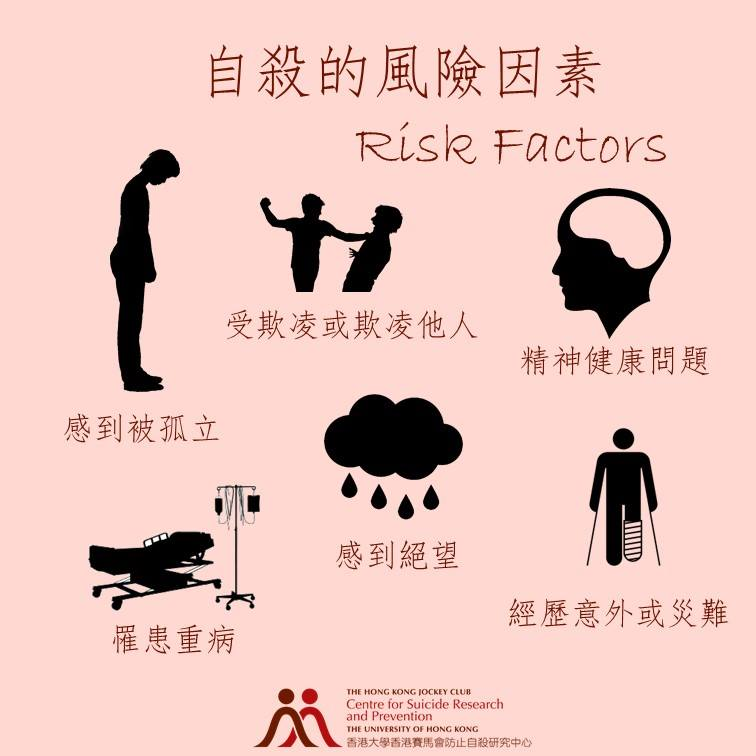 自殺的風險因素
Risk Factors
受欺凌或欺凌他人
精神健康問題
感到被孤立
感到絕望
經歷意外或災難
罹患重病
THE HONG KONG JOCKEY CLUB
Centre for Suicide Research
and Prevention
THE UNIVERSITY OF HONG KONG
香港大學香港賽馬會防止自殺研究中心